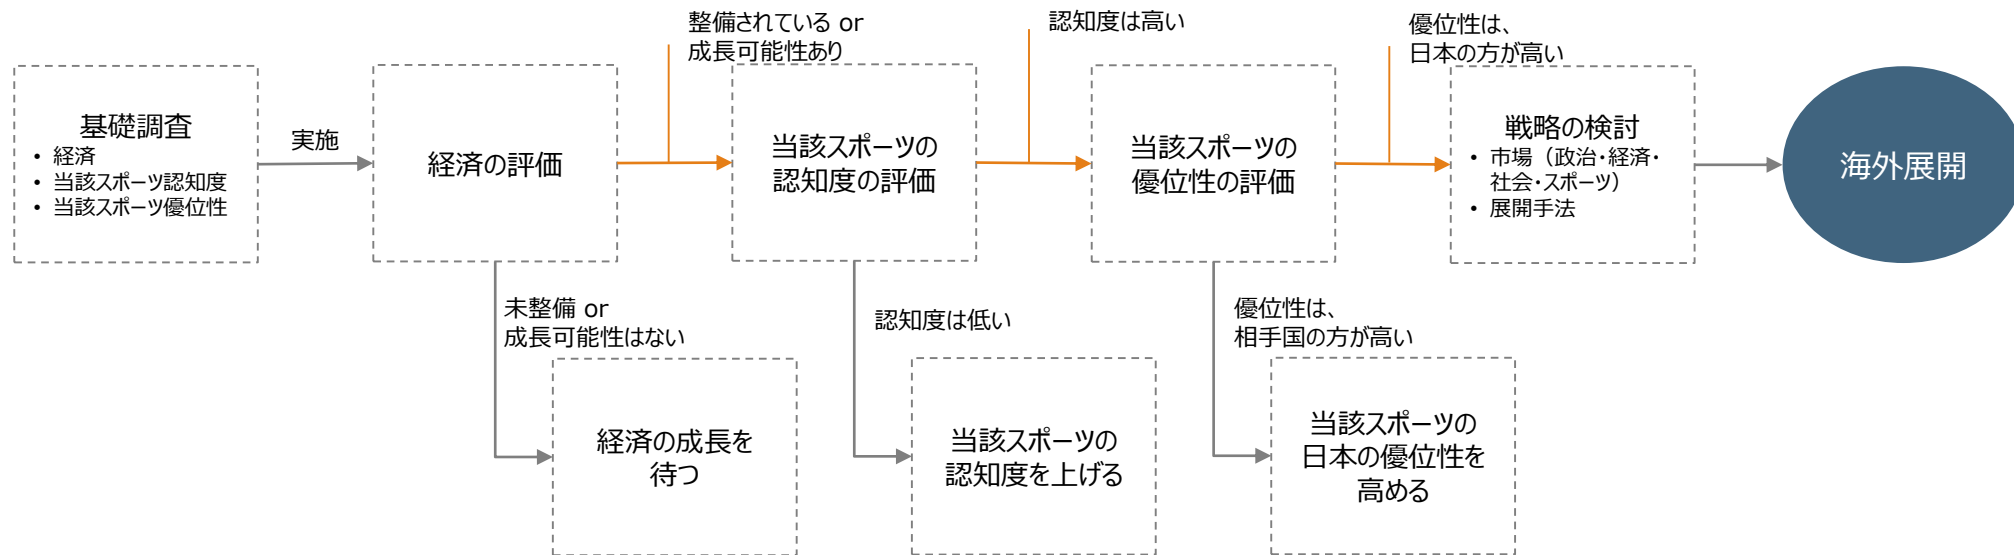 基礎調査
• 経済
• 当該スポーツ認知度
• 当該スポーツ優位性
実施
経済の評価
整備されている or
成長可能性あり
未整備 or
成長可能性はない
経済の成長を
待つ
当該スポーツの
認知度の評価
認知度は高い
認知度は低い
当該スポーツの
認知度を上げる
当該スポーツの
優位性の評価
優位性は、
日本の方が高い
優位性は、
相手国の方が高い
当該スポーツの
日本の優位性を
高める
戦略の検討
• 市場（政治・経済・
社会・スポーツ）
• 展開手法
海外展開